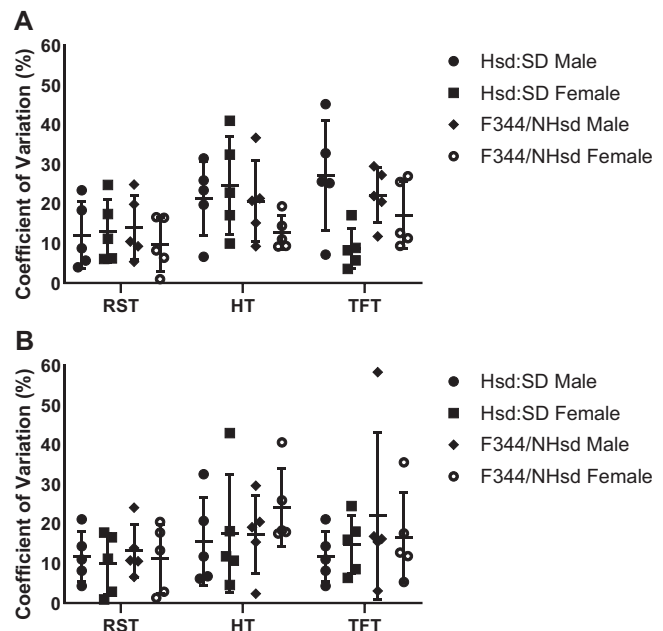 A
Coefficient of Variation (%)
60
50
40
30
20
10
0
RST HT TFT
Hsd:SD Male
Hsd:SD Female
F344/NHsd Male
F344/NHsd Female
B
Coefficient of Variation (%)
60
50
40
30
20
10
0
RST HT TFT
Hsd:SD Male
Hsd:SD Female
F344/NHsd Male
F344/NHsd Female